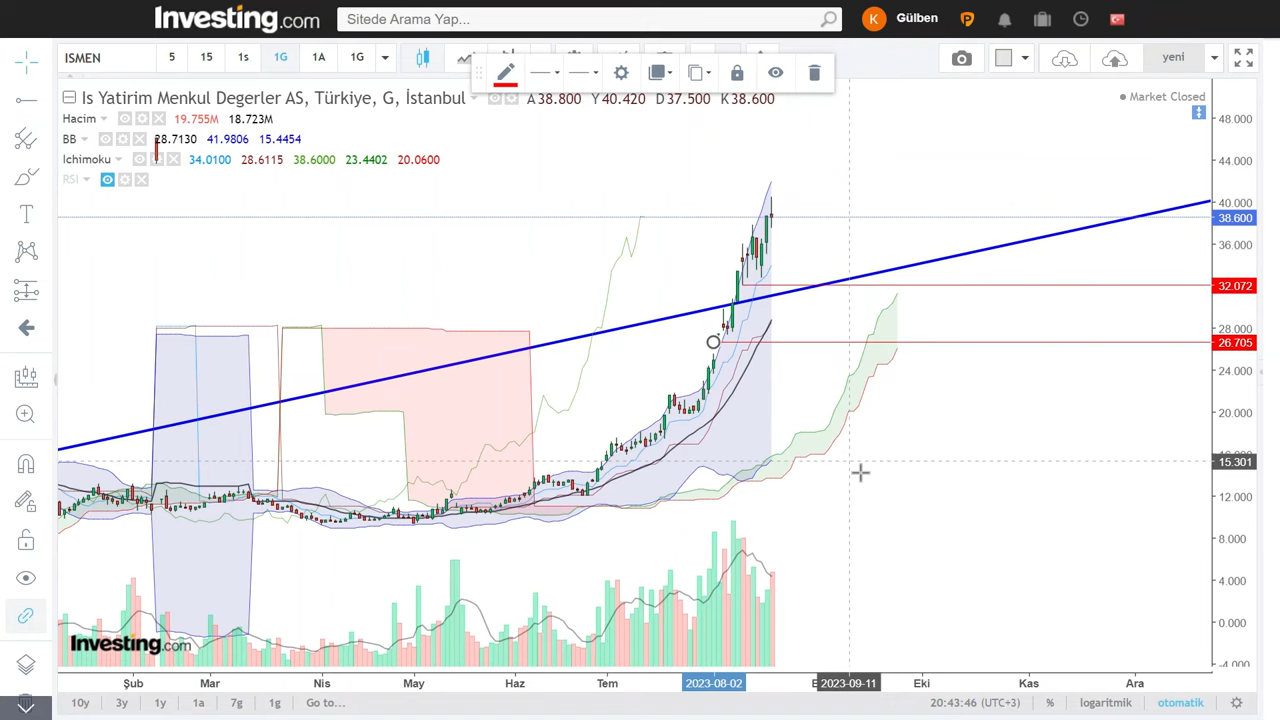 Investing.com
Sitede Arama Yap...
K
Gülben
ISMEN
5
15
1s
1G
1A
1G
yeni
Is Yatirim Menkul Degerler AS, Türkiye, G, İstanbul
A38.800 Y40.420 D37.500 K38.600
Market Closed
Hacim 19.755M 18.723M
BB 28.7130 41.9806 15.4454
Ichimoku 34.0100 28.6115 38.6000 23.4402 20.0600
RSI
48.000
44.000
40.000
38.600
36.000
32.072
28.000
26.705
24.000
20.000
15.301
12.000
8.000
4.000
0.000
-4.000
Investing.com
Şub
Mar
Nis
May
Haz
Tem
2023-08-02
2023-09-11
Eki
Kas
Ara
10y
3y
1y
1a
7g
1g
Go to...
20:43:46 (UTC+3)
%
logaritmik
otomatik